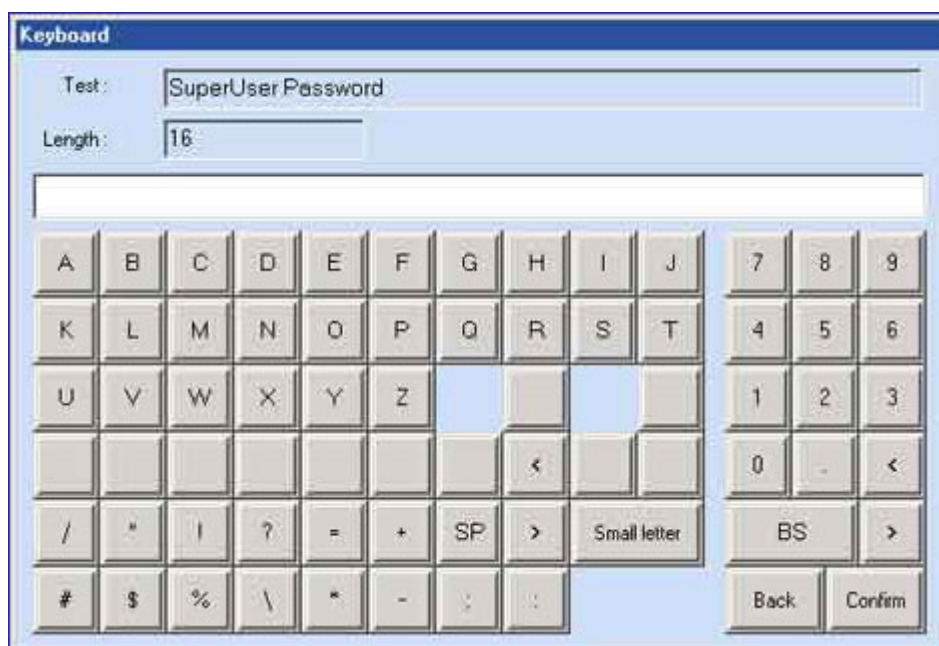 Keyboard
Test : SuperUser Password
Length : 16
A B C D E F G H I J 7 8 9
K L M N O P Q R S T 4 5 6
U V W X Y Z 1 2 3
< 0 . <
/ " ! ? = + SP > Small letter BS >
# $ % \ * - ; : Back Confirm